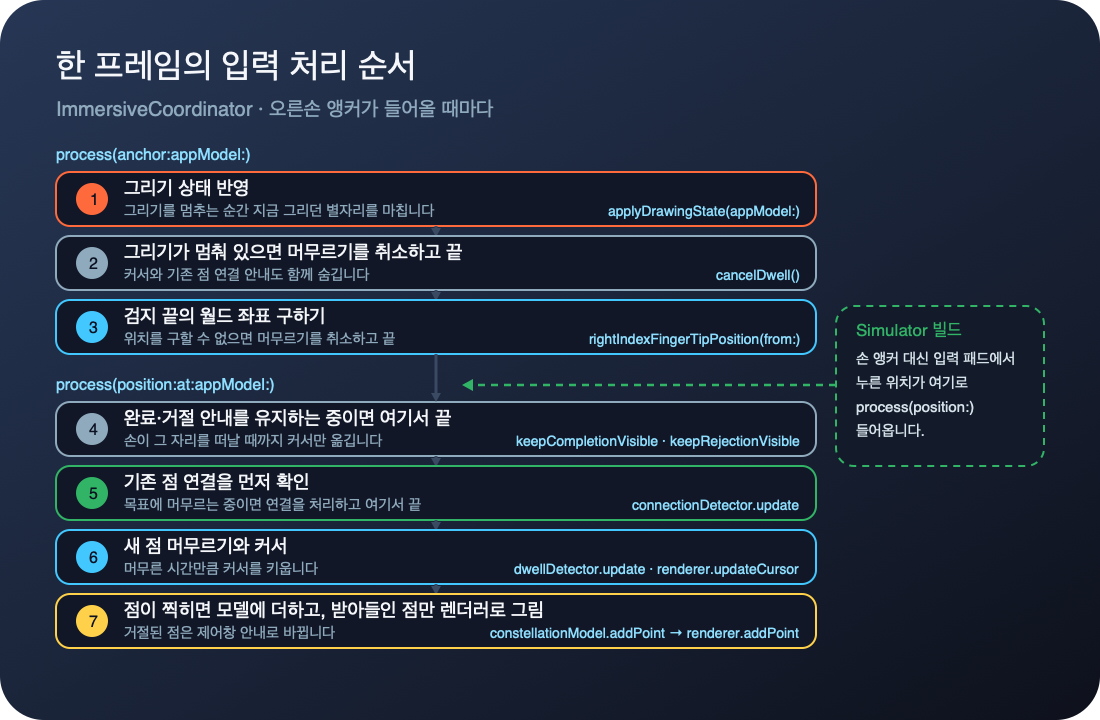 한 프레임의 입력 처리 순서
ImmersiveCoordinator · 오른손 앵커가 들어올 때마다
process(anchor:appModel:)
1
그리기 상태 반영
그리기를 멈추는 순간 지금 그리던 별자리를 마칩니다
applyDrawingState(appModel:)
2
그리기가 멈춰 있으면 머무르기를 취소하고 끝
커서와 기존 점 연결 안내도 함께 숨깁니다
cancelDwell()
3
검지 끝의 월드 좌표 구하기
위치를 구할 수 없으면 머무르기를 취소하고 끝
rightIndexFingerTipPosition(from:)
Simulator 빌드
손 앵커 대신 입력 패드에서
누른 위치가 여기로
process(position:)
들어옵니다.
process(position:at:appModel:)
4
완료·거절 안내를 유지하는 중이면 여기서 끝
손이 그 자리를 떠날 때까지 커서만 옮깁니다
keepCompletionVisible · keepRejectionVisible
5
기존 점 연결을 먼저 확인
목표에 머무르는 중이면 연결을 처리하고 여기서 끝
connectionDetector.update
6
새 점 머무르기와 커서
머무른 시간만큼 커서를 키웁니다
dwellDetector.update · renderer.updateCursor
7
점이 찍히면 모델에 더하고, 받아들인 점만 렌더러로 그림
거절된 점은 제어창 안내로 바뀝니다
constellationModel.addPoint → renderer.addPoint